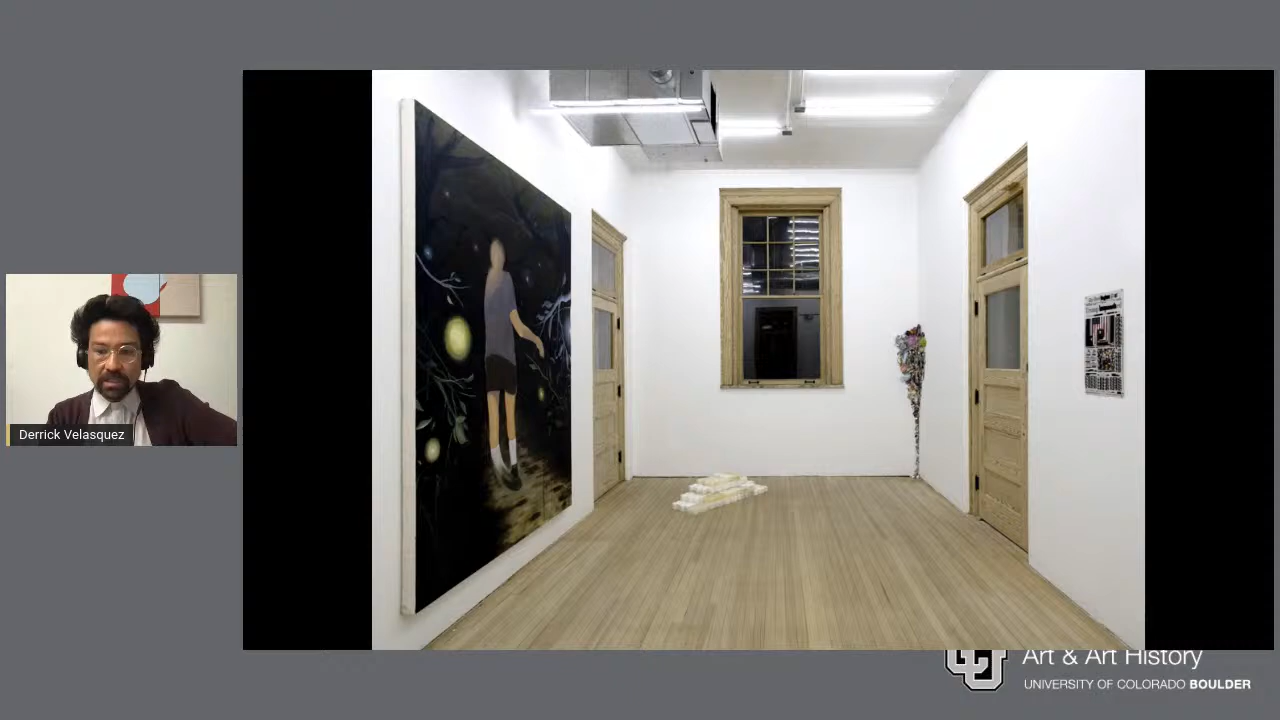 Derrick Velasquez
Art & Art History
UNIVERSITY OF COLORADO BOULDER